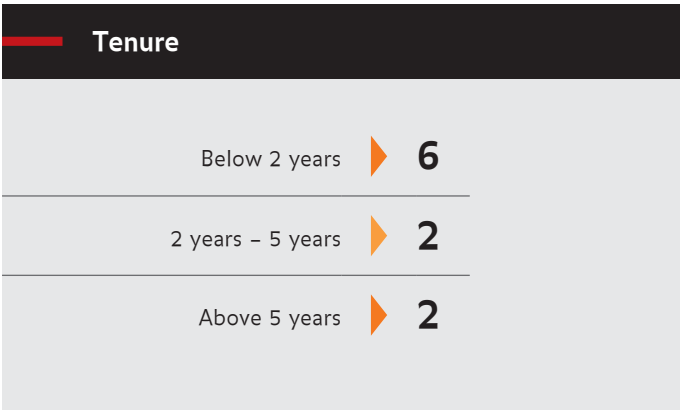 Tenure
Below 2 years 6
2 years – 5 years 2
Above 5 years 2